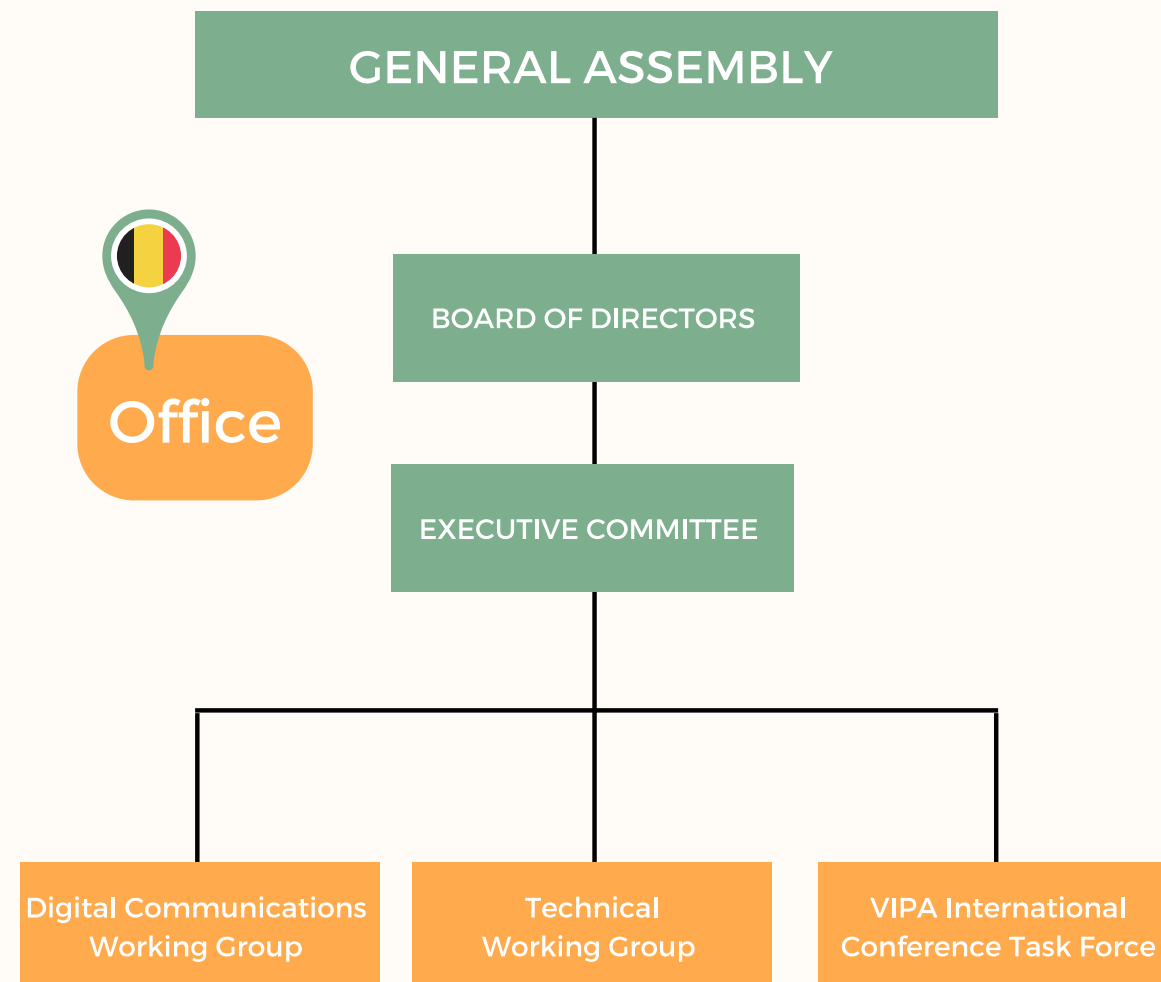 GENERAL ASSEMBLY
BOARD OF DIRECTORS
Office
EXECUTIVE COMMITTEE
Digital Communications
Working Group
Technical
Working Group
VIPA International
Conference Task Force